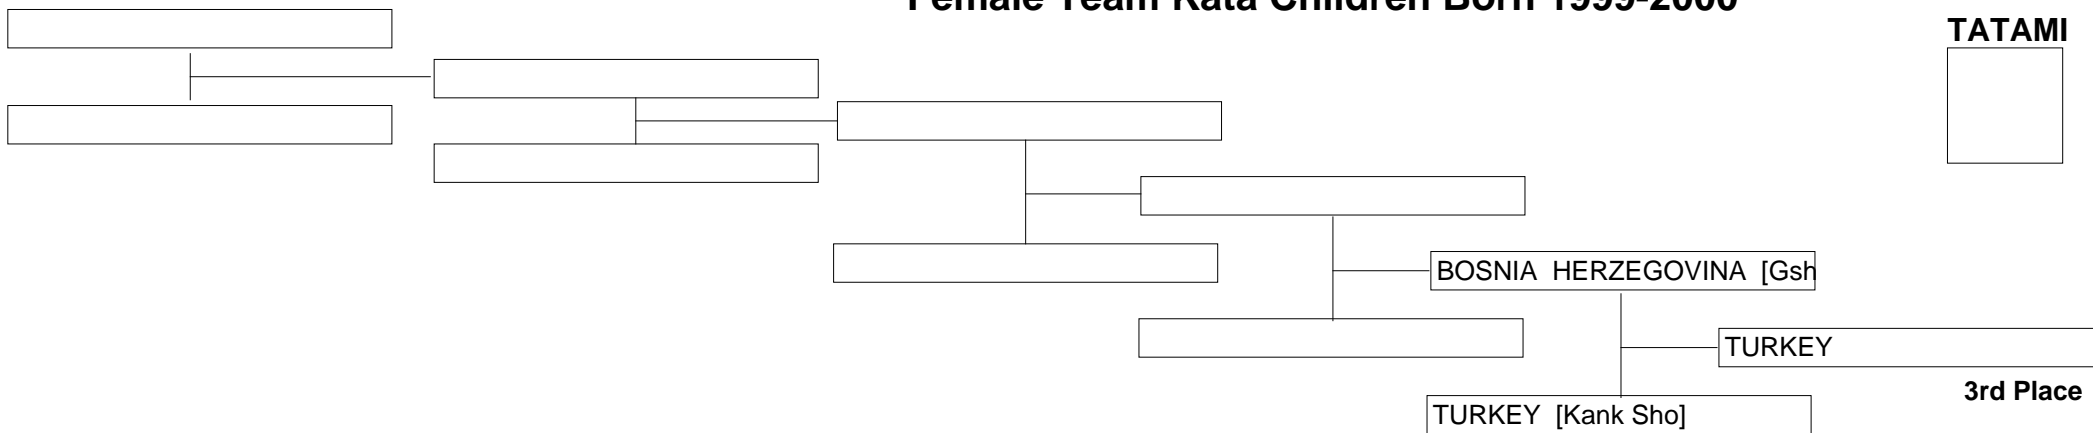 Female Team Kata Children Born 1999-2000
TATAMI
BOSNIA HERZEGOVINA [Gsh
TURKEY
3rd Place
TURKEY [Kank Sho]